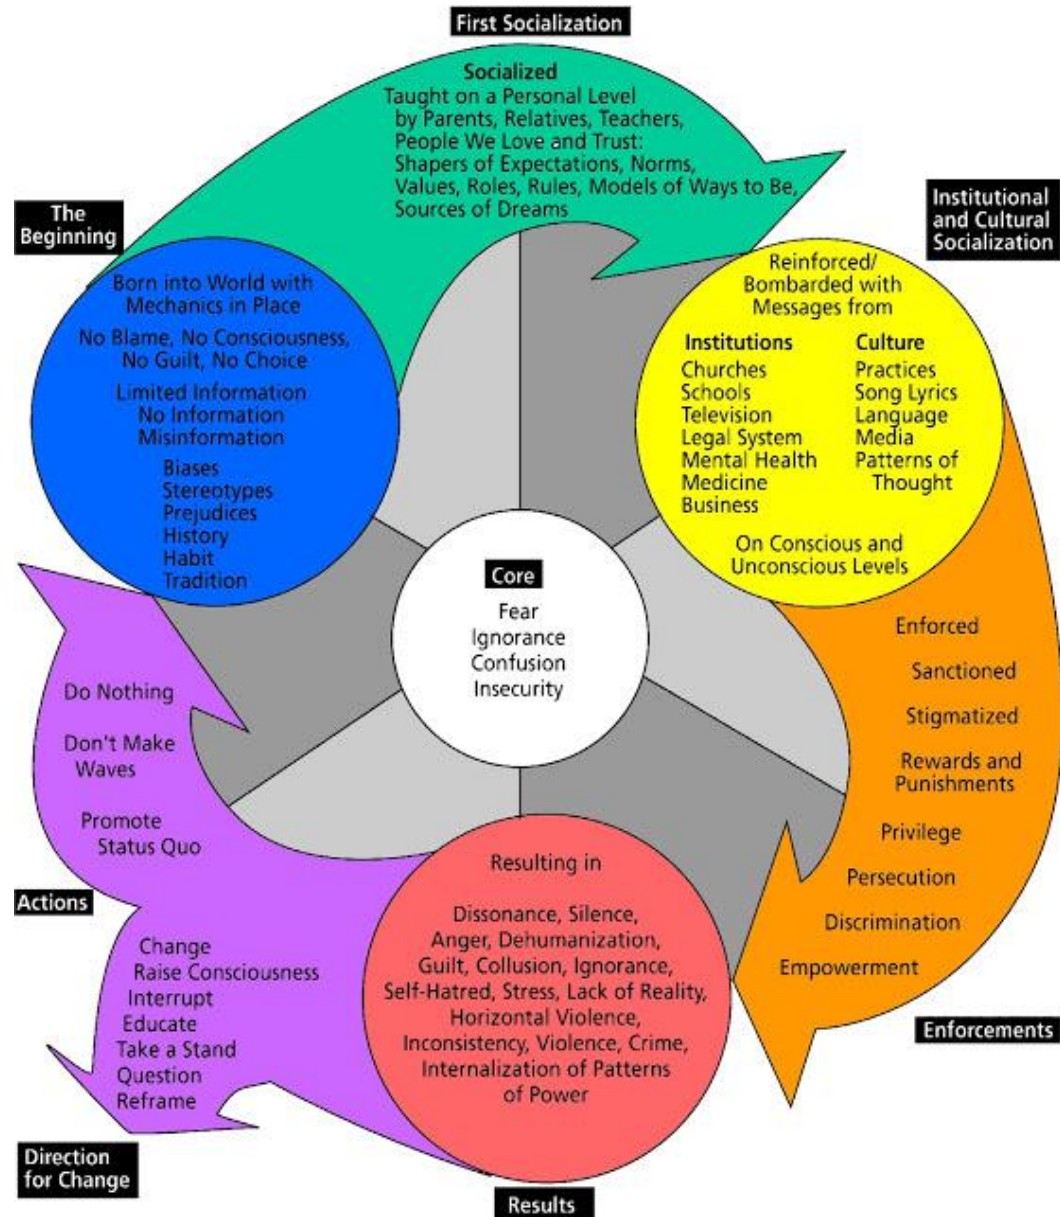 First Socialization
Socialized
Taught on a Personal Level
by Parents, Relatives, Teachers,
People We Love and Trust:
Shapers of Expectations, Norms,
Values, Roles, Rules, Models of Ways to Be,
Sources of Dreams
The
Beginning
Born into World with
Mechanics in Place
No Blame, No Consciousness,
No Guilt, No Choice
Limited Information
No Information
Misinformation
Biases
Stereotypes
Prejudices
History
Habit
Tradition
Institutional
and Cultural
Socialization
Reinforced/
Bombarded with
Messages from
Institutions
Churches
Schools
Television
Legal System
Mental Health
Medicine
Business
Culture
Practices
Song Lyrics
Language
Media
Patterns of
Thought
On Conscious and
Unconscious Levels
Core
Fear
Ignorance
Confusion
Insecurity
Enforced
Sanctioned
Stigmatized
Rewards and
Punishments
Privilege
Persecution
Discrimination
Empowerment
Enforcements
Resulting in
Dissonance, Silence,
Anger, Dehumanization,
Guilt, Collusion, Ignorance,
Self-Hatred, Stress, Lack of Reality,
Horizontal Violence,
Inconsistency, Violence, Crime,
Internalization of Patterns
of Power
Results
Do Nothing
Don't Make
Waves
Promote
Status Quo
Actions
Change
Raise Consciousness
Interrupt
Educate
Take a Stand
Question
Reframe
Direction
for Change